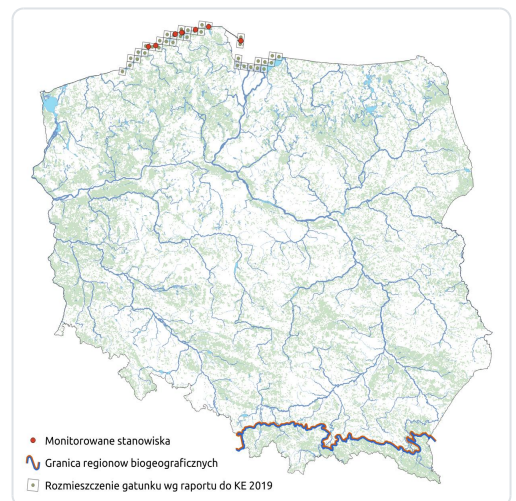 Monitorowane stanowiska
Granica regionow biogeograficznych
Rozmieszczenie gatunku wg raportu do KE 2019